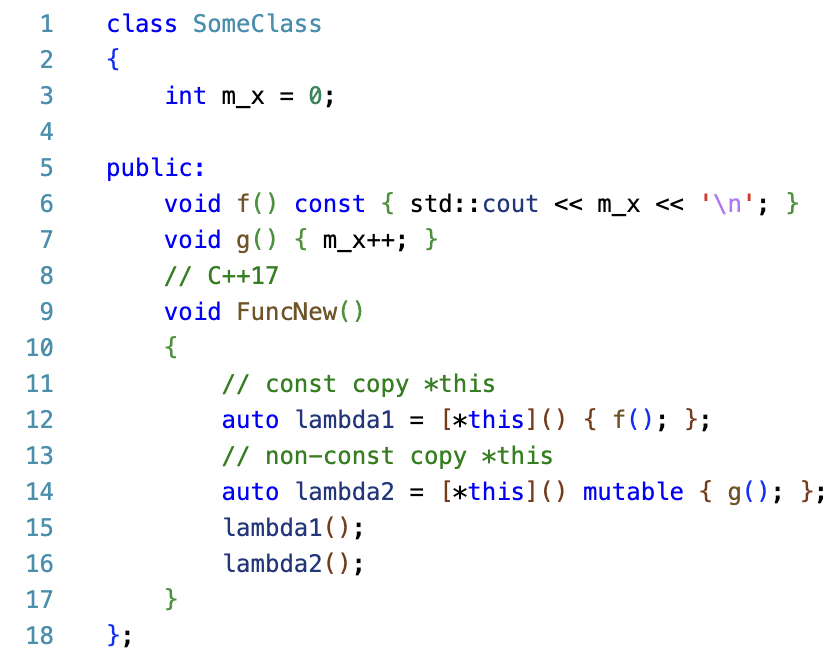 1 class SomeClass
2 {
3     int m_x = 0;
4
5 public:
6     void f() const { std::cout << m_x << '\n'; }
7     void g() { m_x++; }
8     // C++17
9     void FuncNew()
10     {
11         // const copy *this
12         auto lambda1 = [*this]() { f(); };
13         // non-const copy *this
14         auto lambda2 = [*this]() mutable { g(); };
15         lambda1();
16         lambda2();
17     }
18 };